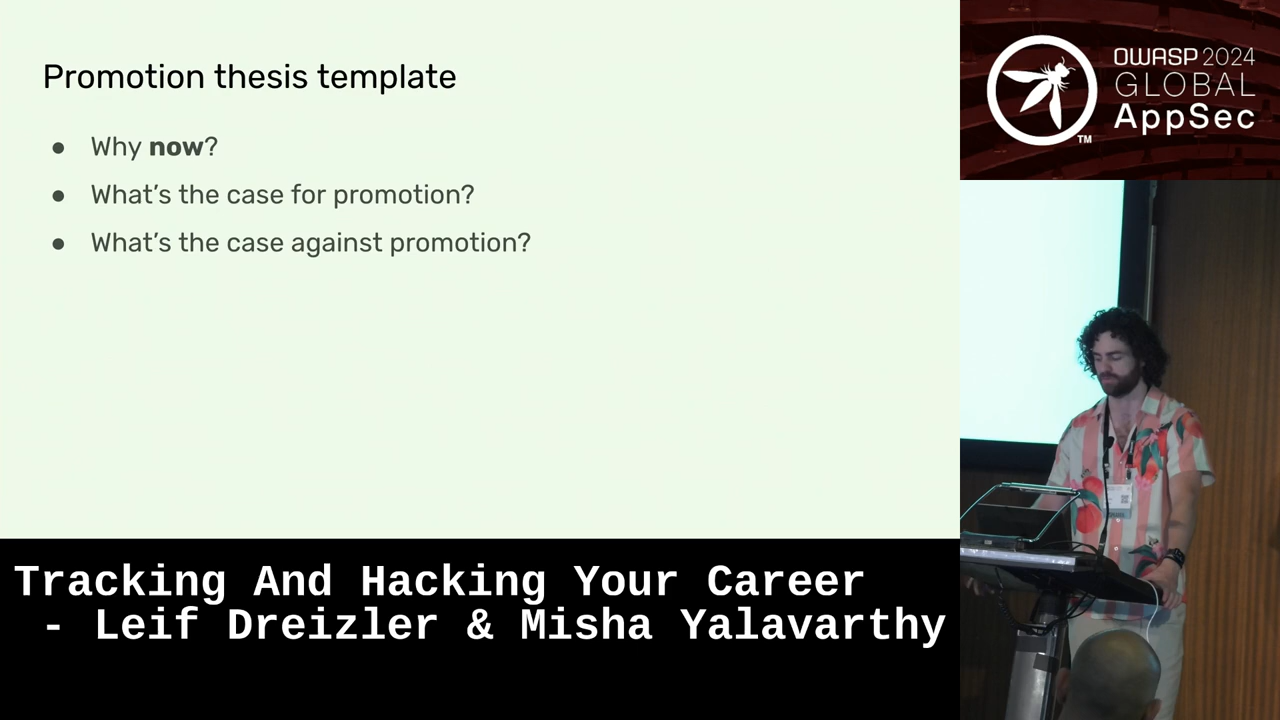 Promotion thesis template
● Why now?
● What's the case for promotion?
● What's the case against promotion?
OWASP 2024
GLOBAL
AppSec
TM
Tracking And Hacking Your Career
- Leif Dreizler & Misha Yalavarthy